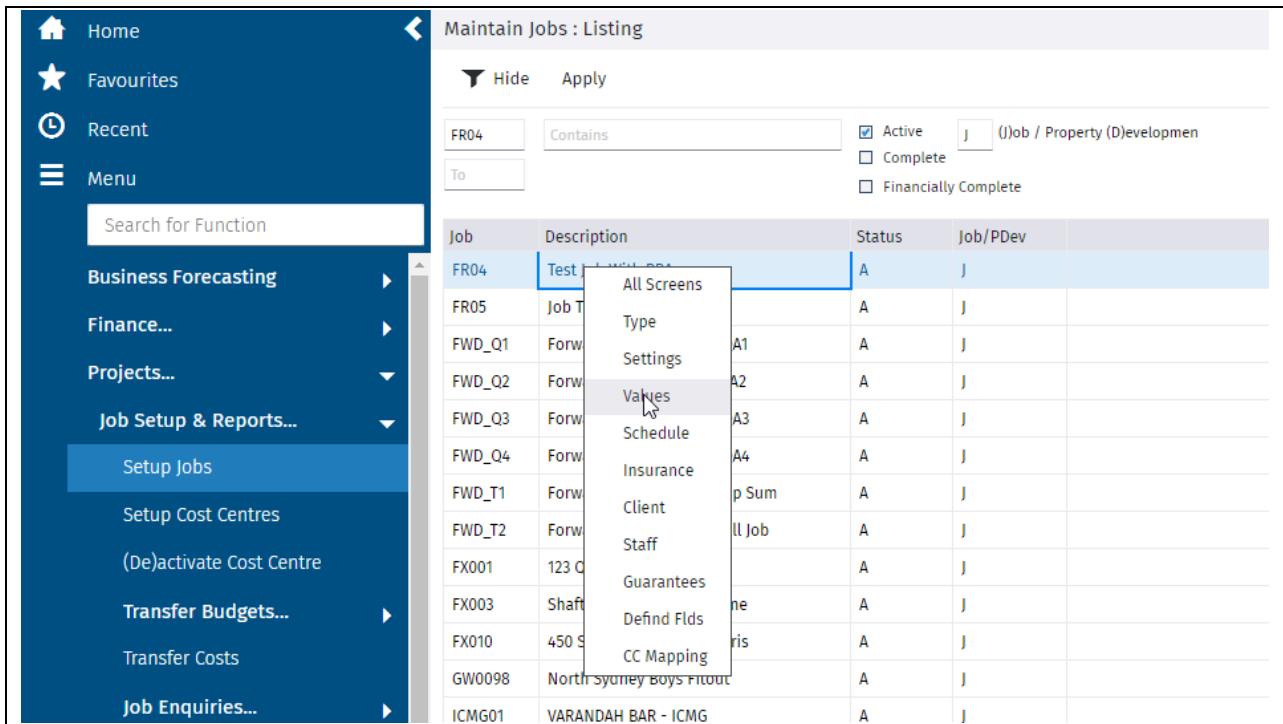 Home
Favourites
Recent
Menu
Search for Function
Business Forecasting
Finance...
Projects...
Job Setup & Reports...
Setup Jobs
Setup Cost Centres
(De)activate Cost Centre
Transfer Budgets...
Transfer Costs
Job Enquiries...
Maintain Jobs : Listing
Hide Apply
FR04 Contains Active J (J)ob / Property (D)evelopmen
Complete
To
Financially Complete
Job Description Status Job/PDev
FR04 Test A J
FR05 Job T A J
FWD_Q1 Forw A1 A J
FWD_Q2 Forw A2 A J
FWD_Q3 Forw A3 A J
FWD_Q4 Forw A4 A J
FWD_T1 Forw p Sum A J
FWD_T2 Forw ll Job A J
FX001 123 Q A J
FX003 Shaft ne A J
FX010 450 S ris A J
GW0098 North Sydney Boys Fitout A J
ICMG01 VARANDAH BAR - ICMG A J
All Screens
Type
Settings
Values
Schedule
Insurance
Client
Staff
Guarantees
Defind Flds
CC Mapping